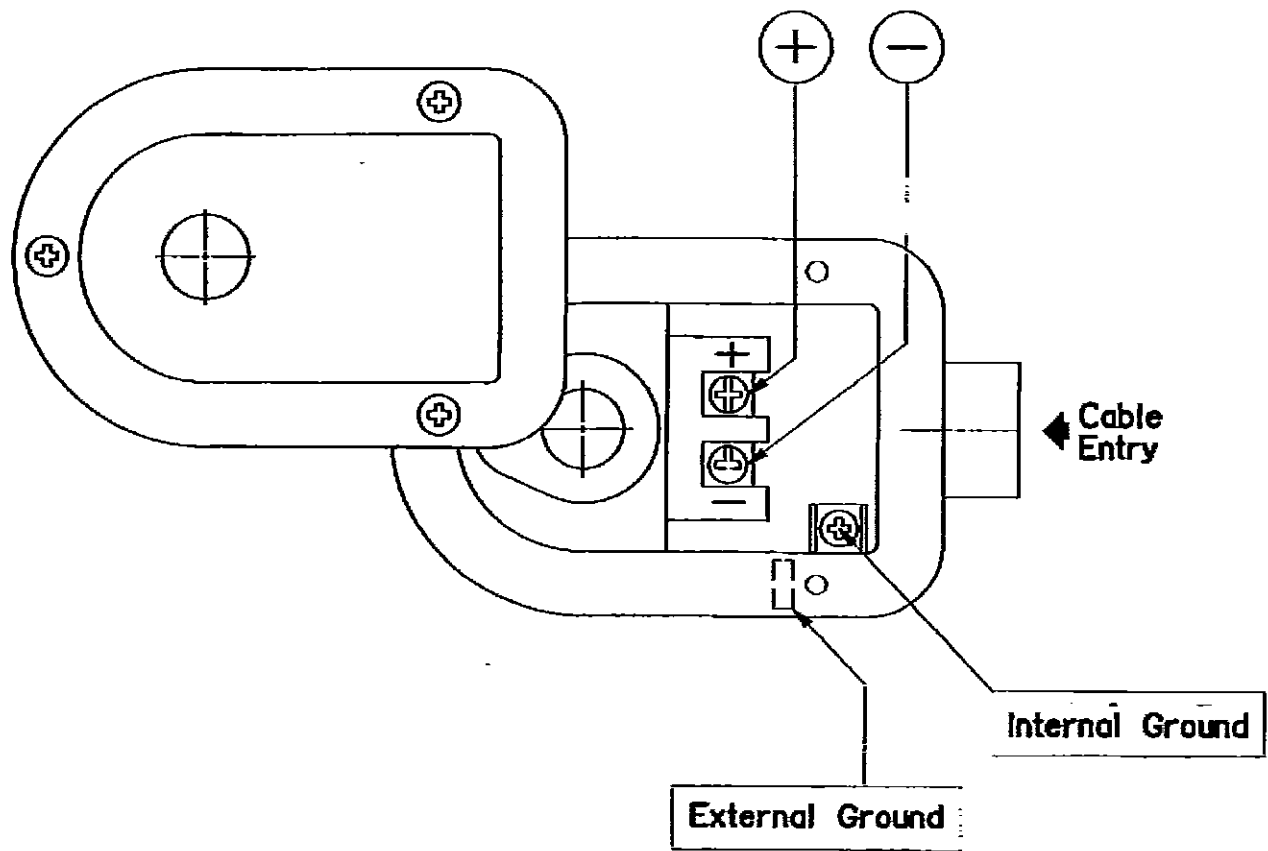 + −
+
−
Cable
Entry
Internal Ground
External Ground